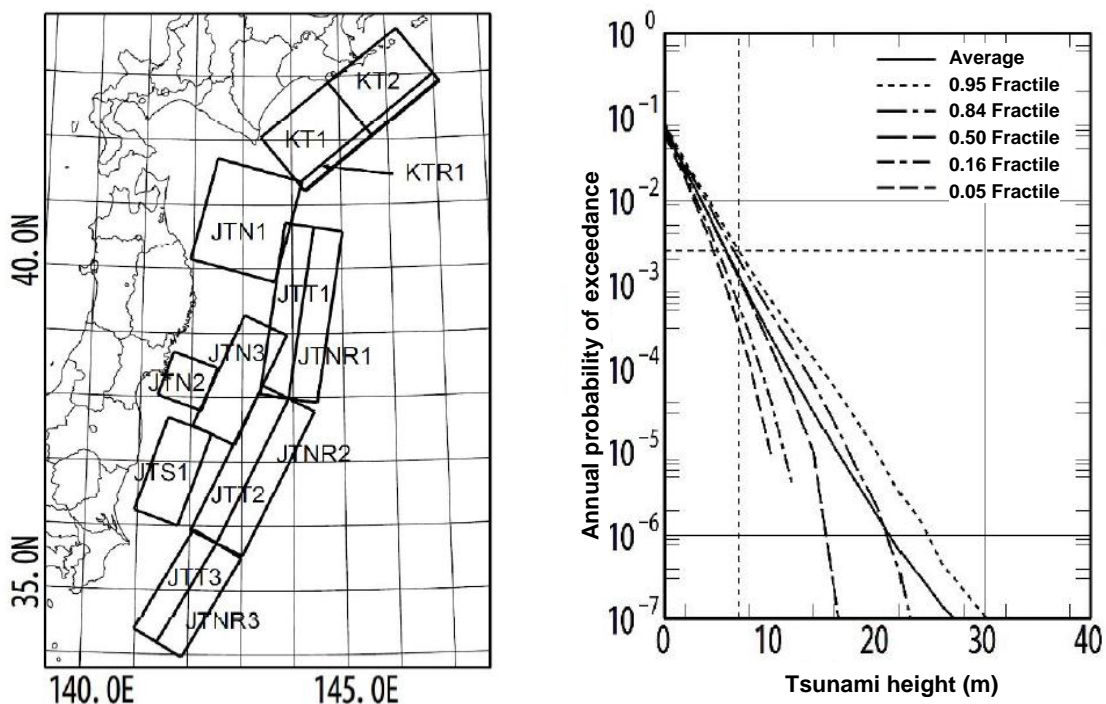 KT2
KT1
KTR1
JTN1
JTT1
JTN3
JTNR1
JTN2
JTNR2
JTS1
JTT2
JTT3
JTNR3
40.0N
35.0N
140.0E
145.0E
Annual probability of exceedance
10^0
10^-1
10^-2
10^-3
10^-4
10^-5
10^-6
10^-7
Average
0.95 Fractile
0.84 Fractile
0.50 Fractile
0.16 Fractile
0.05 Fractile
0 10 20 30 40
Tsunami height (m)